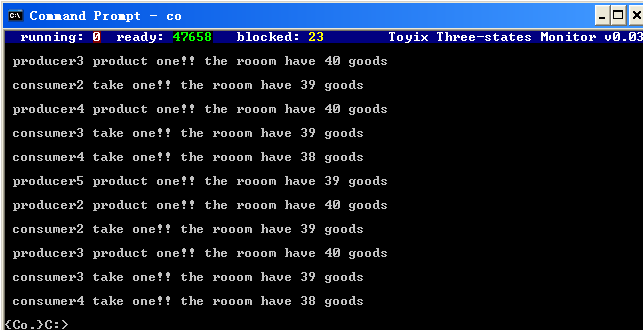 Command Prompt - co
running: 0 ready: 47658 blocked: 23 Toyix Three-states Monitor v0.03
producer3 product one!! the rooom have 40 goods
consumer2 take one!! the rooom have 39 goods
producer4 product one!! the rooom have 40 goods
consumer3 take one!! the rooom have 39 goods
consumer4 take one!! the rooom have 38 goods
producer5 product one!! the rooom have 39 goods
producer2 product one!! the rooom have 40 goods
consumer2 take one!! the rooom have 39 goods
producer3 product one!! the rooom have 40 goods
consumer3 take one!! the rooom have 39 goods
consumer4 take one!! the rooom have 38 goods
{Co.}C:>